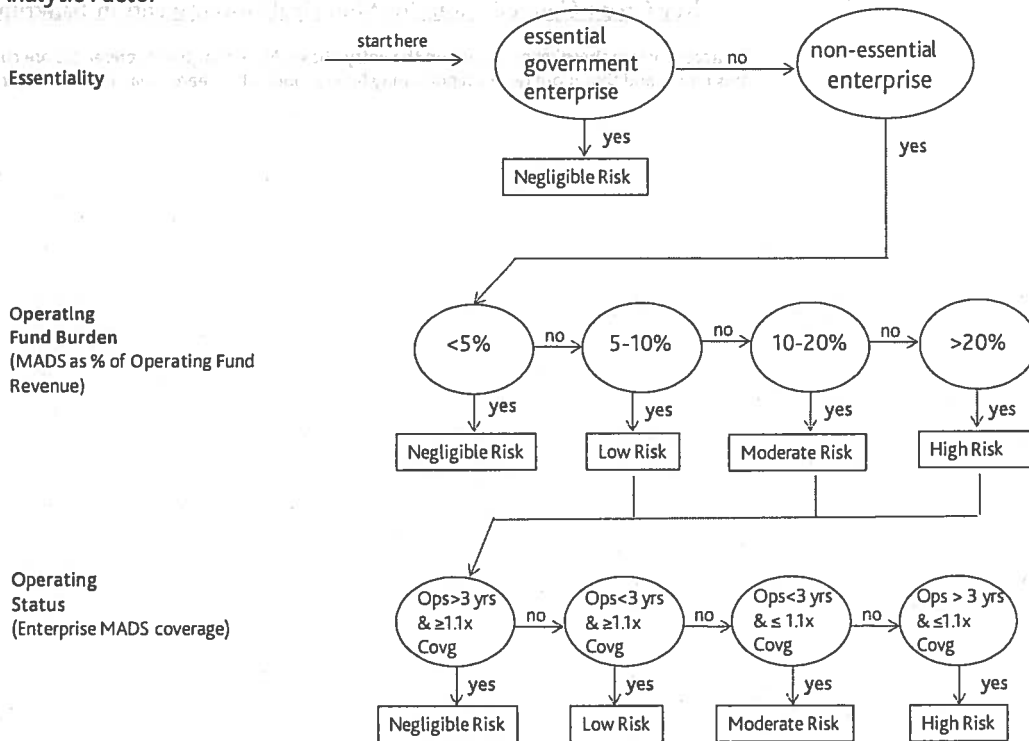 Analytic Factor
Essentiality
start here
essential
government
enterprise
no
non-essential
enterprise
yes
yes
Negligible Risk
Operating
Fund Burden
(MADS as % of Operating Fund
Revenue)
<5%
no
5-10%
no
10-20%
no
>20%
yes
yes
yes
yes
Negligible Risk
Low Risk
Moderate Risk
High Risk
Operating
Status
(Enterprise MADS coverage)
Ops>3 yrs
& ≥1.1x
Covg
no
Ops<3 yrs
& ≥1.1x
Covg
no
Ops<3 yrs
& ≤ 1.1x
Covg
no
Ops > 3 yrs
& ≤1.1x
Covg
yes
yes
yes
yes
Negligible Risk
Low Risk
Moderate Risk
High Risk